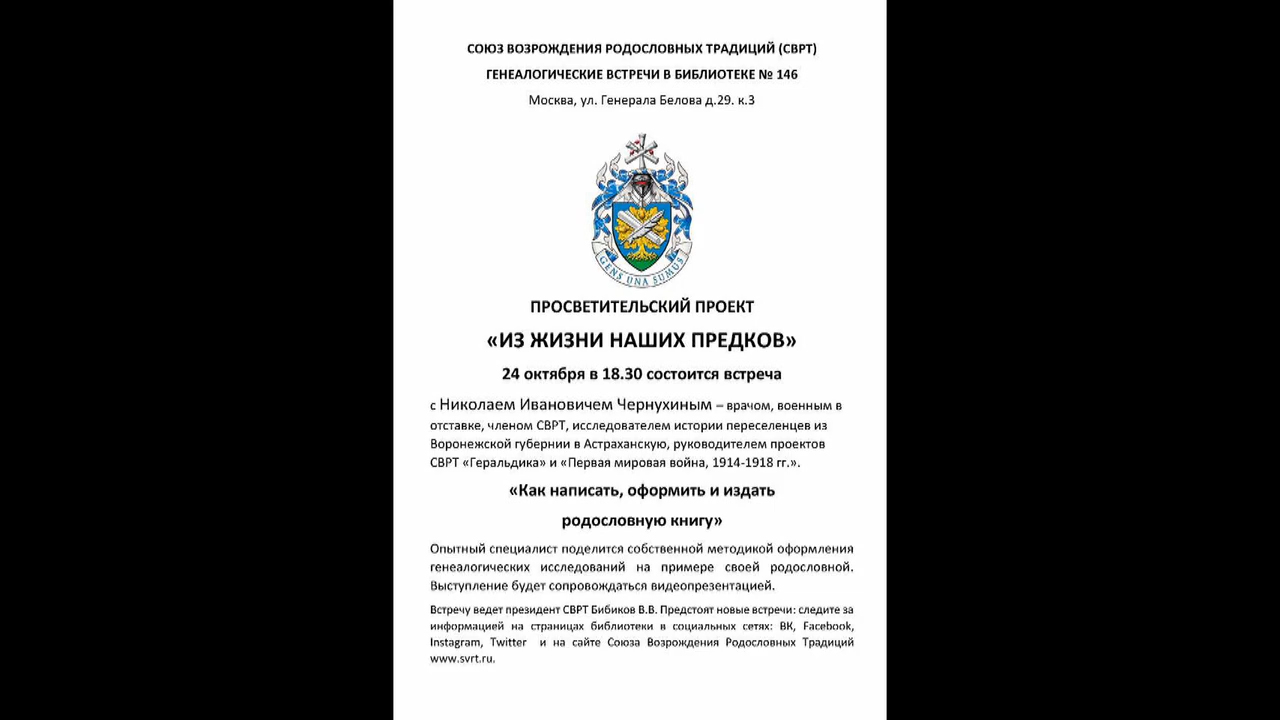 СОЮЗ ВОЗРОЖДЕНИЯ РОДОСЛОВНЫХ ТРАДИЦИЙ (СВРТ)
ГЕНЕАЛОГИЧЕСКИЕ ВСТРЕЧИ В БИБЛИОТЕКЕ № 146
Москва, ул. Генерала Белова д.29. к.3
GENS UNA SUMUS
ПРОСВЕТИТЕЛЬСКИЙ ПРОЕКТ
«ИЗ ЖИЗНИ НАШИХ ПРЕДКОВ»
24 октября в 18.30 состоится встреча
с Николаем Ивановичем Чернухиным – врачом, военным в
отставке, членом СВРТ, исследователем истории переселенцев из
Воронежской губернии в Астраханскую, руководителем проектов
СВРТ «Геральдика» и «Первая мировая война, 1914-1918 гг.».
«Как написать, оформить и издать
родословную книгу»
Опытный специалист поделится собственной методикой оформления
генеалогических исследований на примере своей родословной.
Выступление будет сопровождаться видеопрезентацией.
Встречу ведет президент СВРТ Бибиков В.В. Предстоят новые встречи: следите за
информацией на страницах библиотеки в социальных сетях: ВК, Facebook,
Instagram, Twitter и на сайте Союза Возрождения Родословных Традиций
www.svrt.ru.